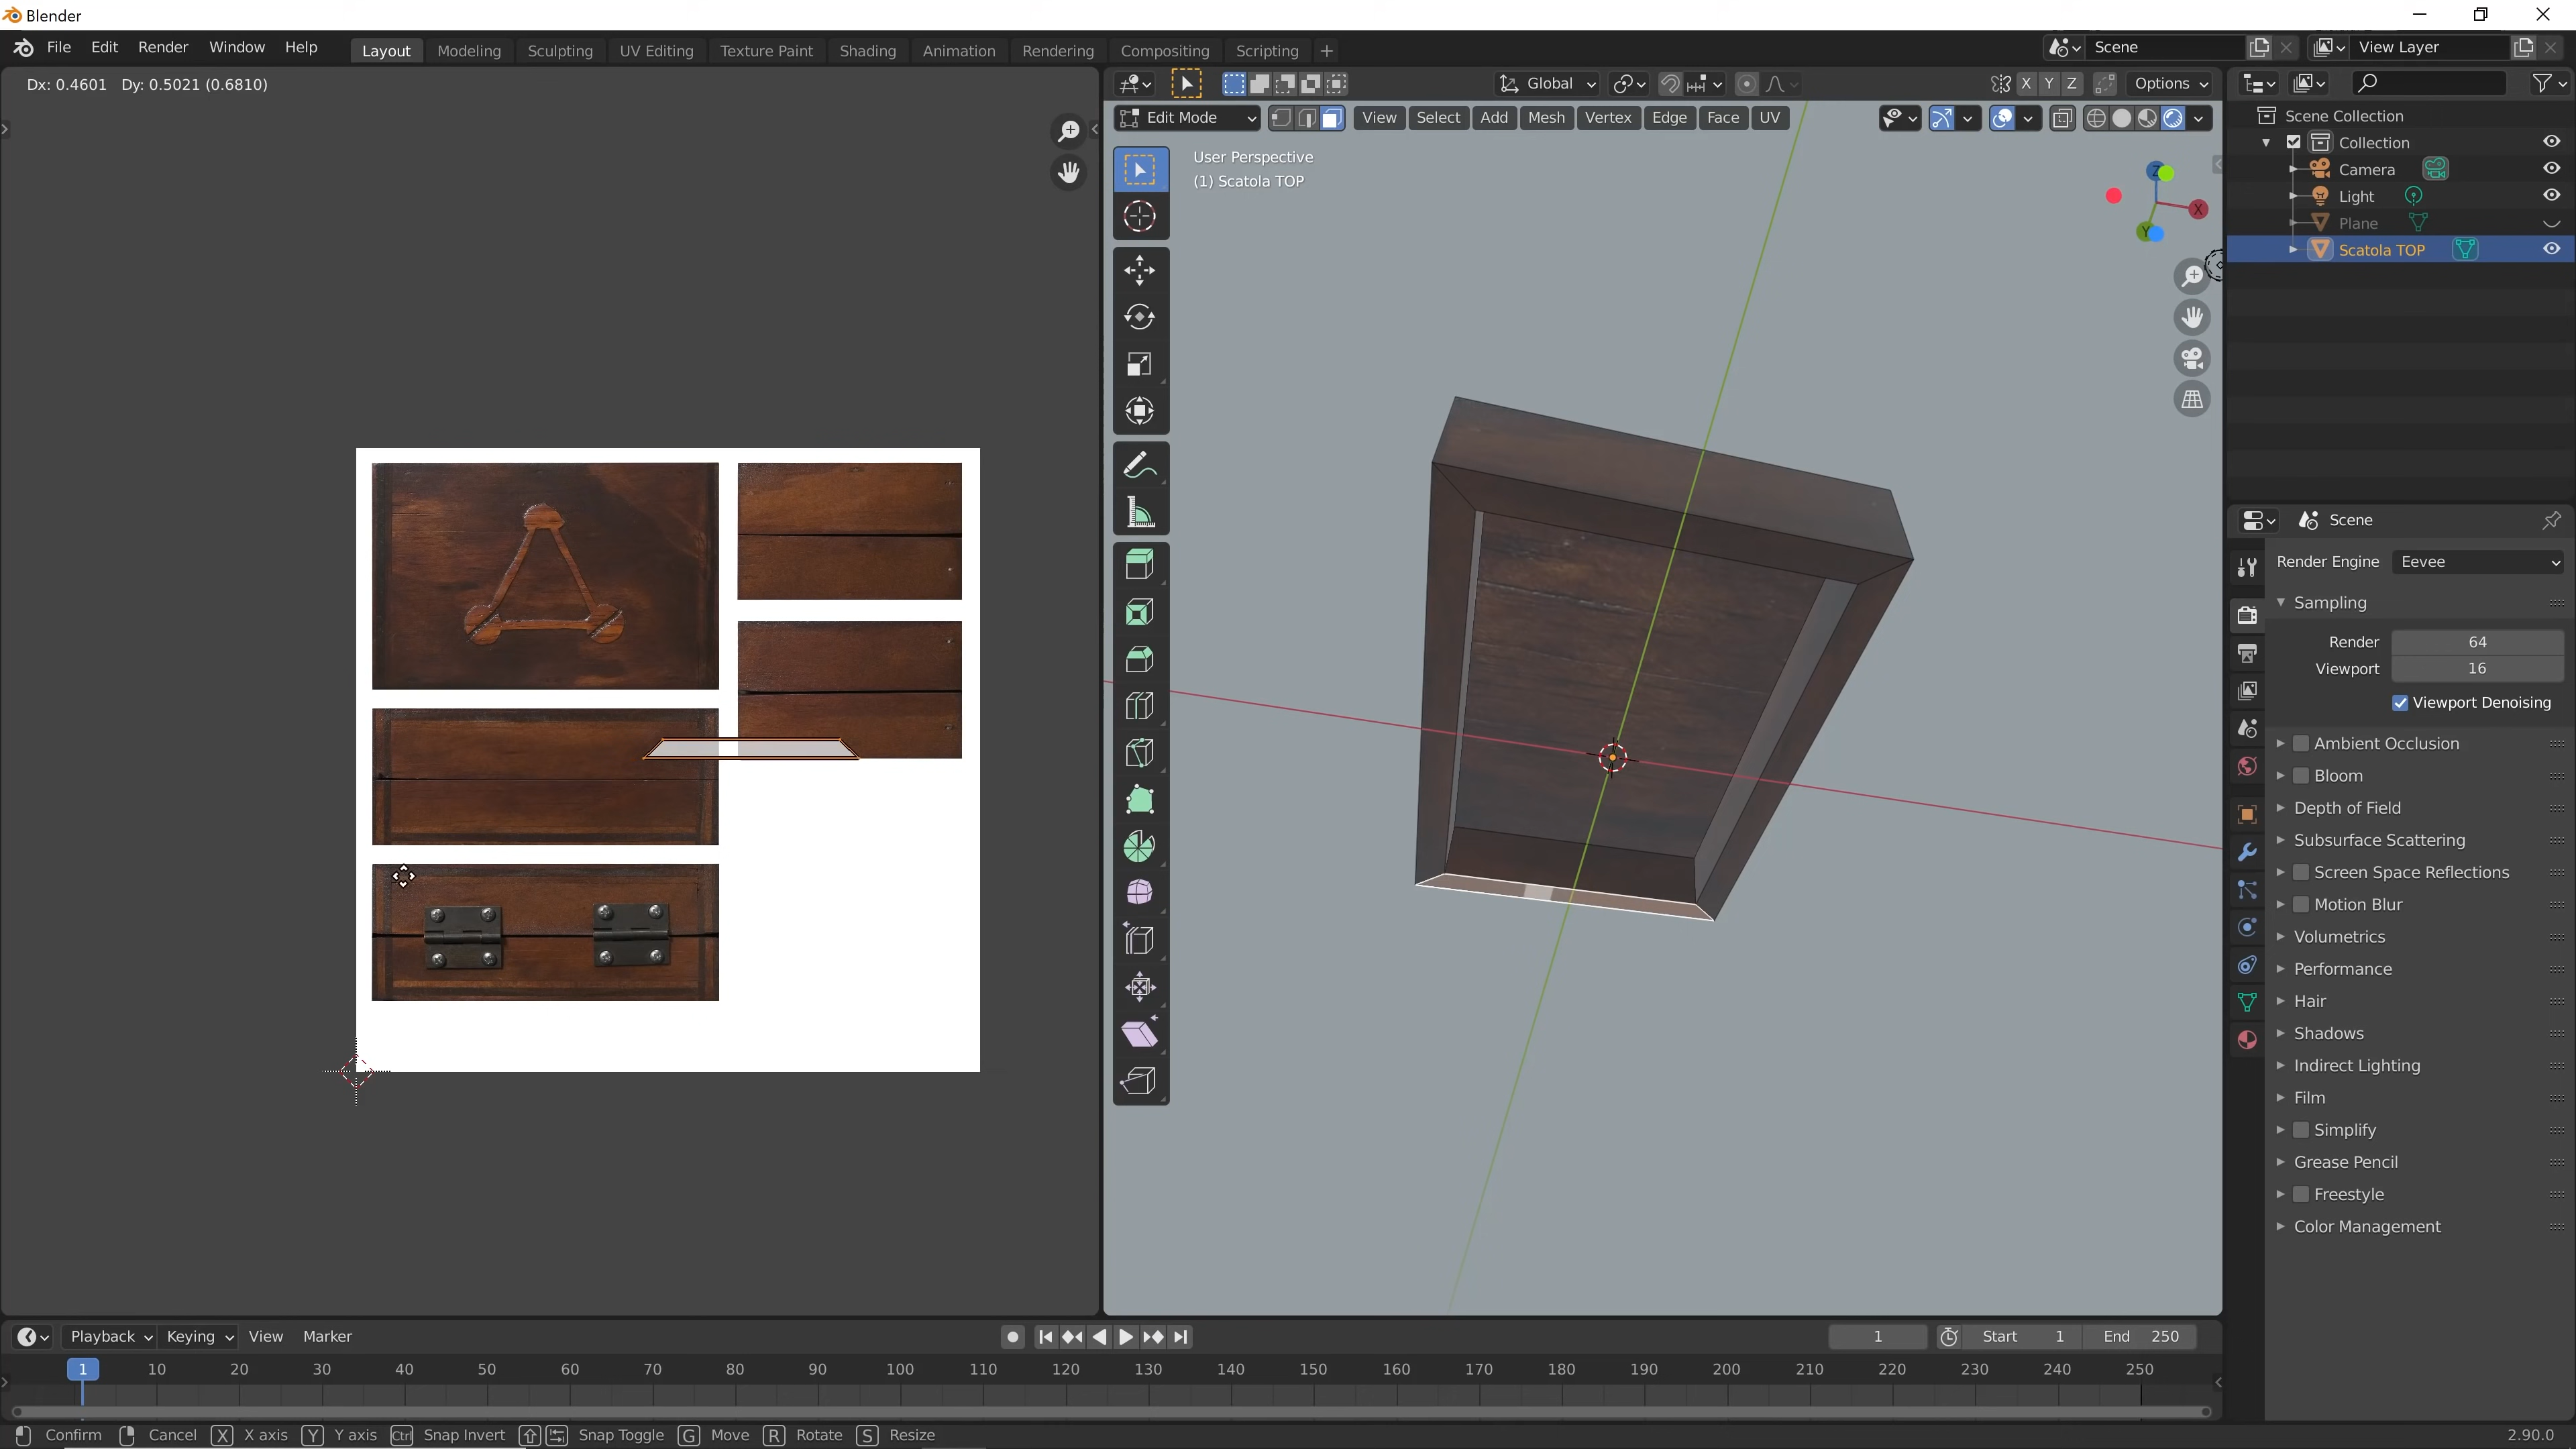 Blender
File Edit Render Window Help Layout Modeling Sculpting UV Editing Texture Paint Shading Animation Rendering Compositing Scripting + Scene View Layer
Dx: 0.4601 Dy: 0.5021 (0.6810)
Global X Y Z Options
Edit Mode View Select Add Mesh Vertex Edge Face UV
User Perspective
(1) Scatola TOP
Z
X
Y
Scene Collection
Collection
Camera
Light
Plane
Scatola TOP
Scene
Render Engine Eevee
Sampling
Render 64
Viewport 16
Viewport Denoising
Ambient Occlusion
Bloom
Depth of Field
Subsurface Scattering
Screen Space Reflections
Motion Blur
Volumetrics
Performance
Hair
Shadows
Indirect Lighting
Film
Simplify
Grease Pencil
Freestyle
Color Management
Playback Keying View Marker 1 Start 1 End 250
1 10 20 30 40 50 60 70 80 90 100 110 120 130 140 150 160 170 180 190 200 210 220 230 240 250
Confirm Cancel X X axis Y Y axis Ctrl Snap Invert Snap Toggle G Move R Rotate S Resize 2.90.0